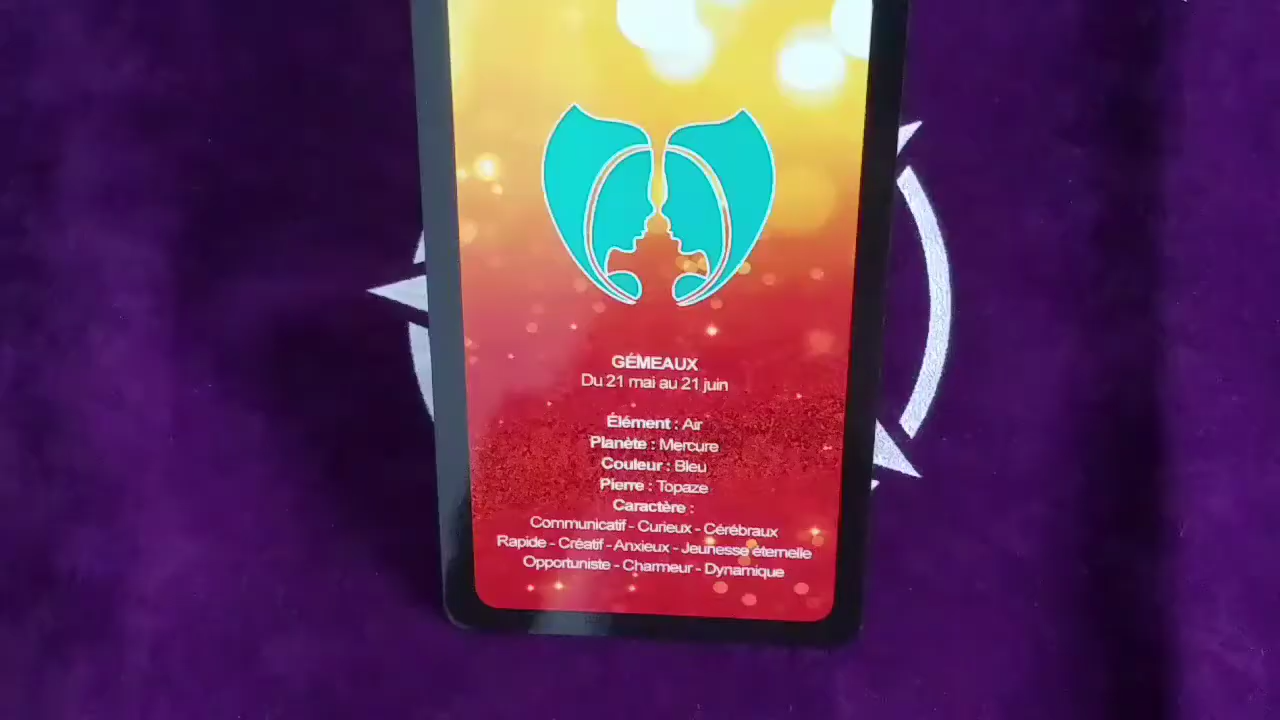 GÉMEAUX
Du 21 mai au 21 juin
Élément : Air
Planète : Mercure
Couleur : Bleu
Pierre : Topaze
Caractère :
Communicatif - Curieux - Cérébraux
Rapide - Créatif - Anxieux - Jeunesse éternelle
Opportuniste - Charmeur - Dynamique